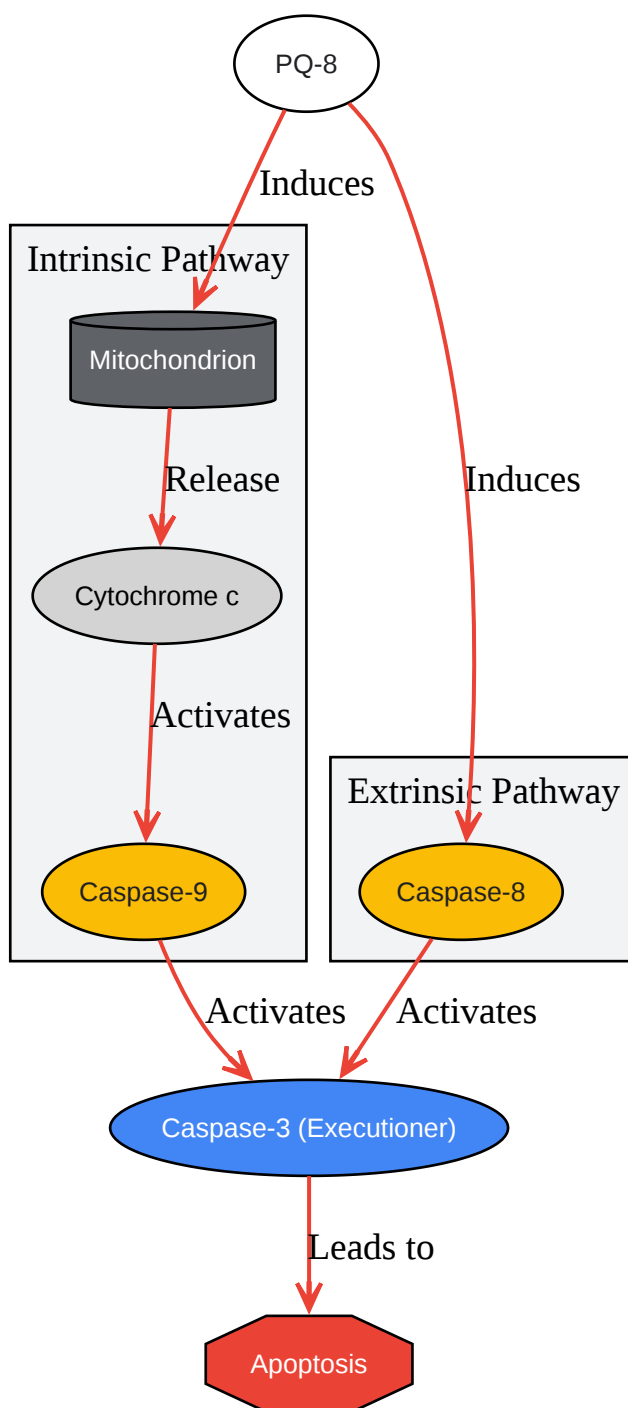 PQ-8
Induces
Intrinsic Pathway
Mitochondrion
Release
Induces
Cytochrome c
Activates
Extrinsic Pathway
Caspase-9
Caspase-8
Activates
Activates
Caspase-3 (Executioner)
Leads to
Apoptosis